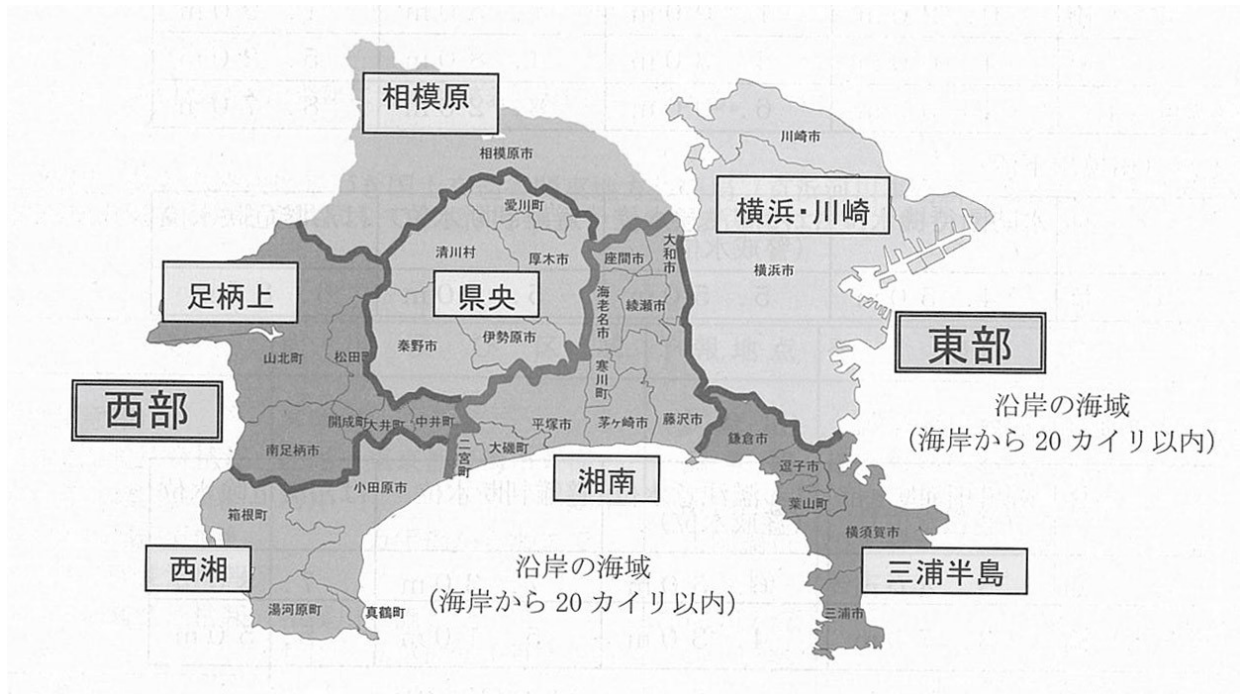 相模原
川崎市
相模原市
愛川町
横浜・川崎
大和市
清川村
厚木市
座間市
横浜市
足柄上
県央
海老名市
綾瀬市
東部
秦野市
伊勢原市
山北町
松田町
寒川町
西部
沿岸の海域
(海岸から 20 カイリ以内)
開成町
大井町
中井町
平塚市
茅ヶ崎市
藤沢市
鎌倉市
南足柄市
二宮町
大磯町
湘南
逗子市
小田原市
葉山町
箱根町
横須賀市
西湘
沿岸の海域
(海岸から 20 カイリ以内)
三浦半島
湯河原町
真鶴町
三浦市